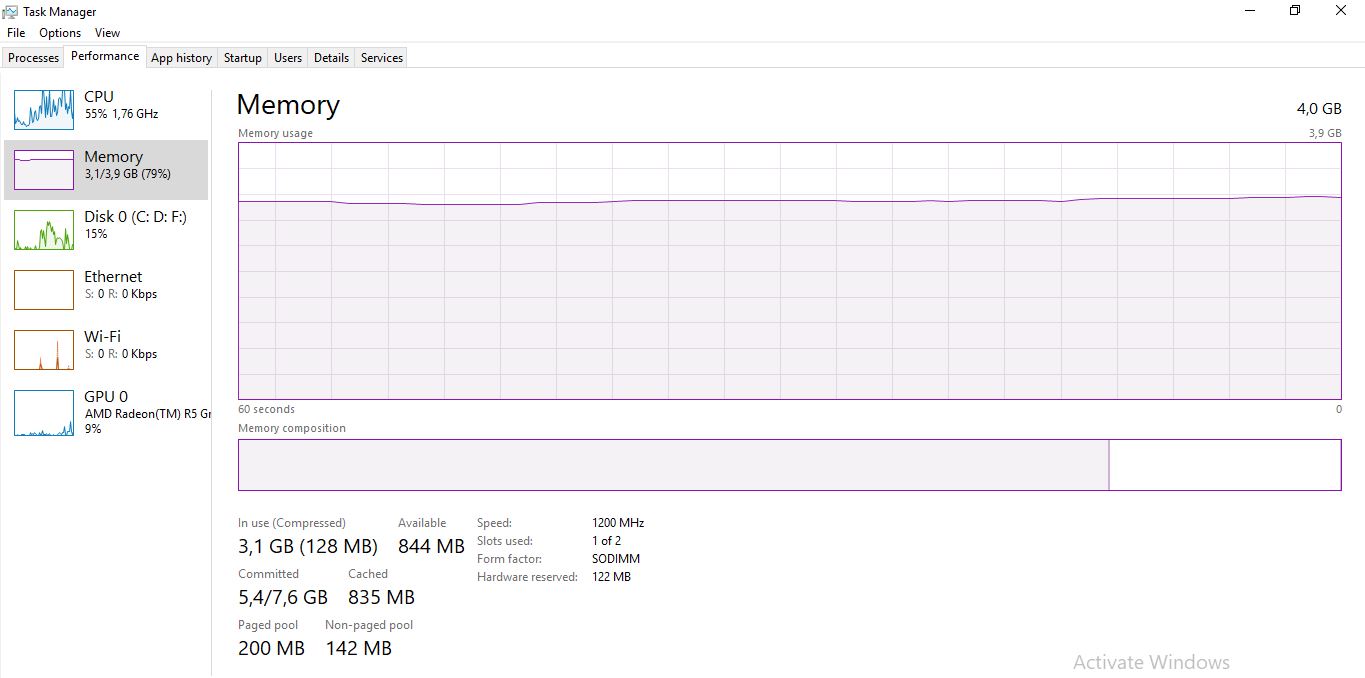 Task Manager
File Options View
Processes Performance App history Startup Users Details Services
CPU
55% 1,76 GHz
Memory
3,1/3,9 GB (79%)
Disk 0 (C: D: F:)
15%
Ethernet
S: 0 R: 0 Kbps
Wi-Fi
S: 0 R: 0 Kbps
GPU 0
AMD Radeon(TM) R5 Gr
9%
Memory 4,0 GB
Memory usage 3,9 GB
60 seconds 0
Memory composition
In use (Compressed) Available
3,1 GB (128 MB) 844 MB
Committed Cached
5,4/7,6 GB 835 MB
Paged pool Non-paged pool
200 MB 142 MB
Speed: 1200 MHz
Slots used: 1 of 2
Form factor: SODIMM
Hardware reserved: 122 MB
Activate Windows